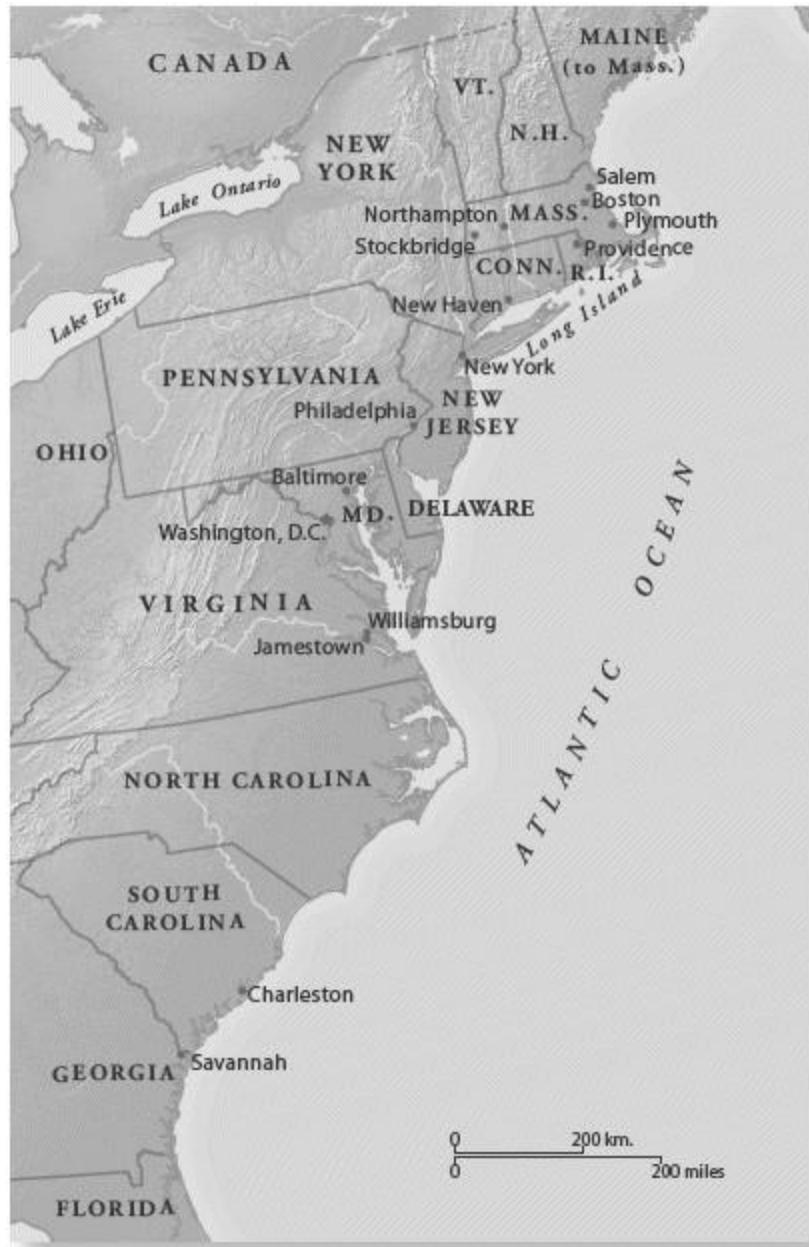 MAINE
(to Mass.)
CANADA
VT.
N.H.
NEW
YORK
Lake Ontario
Salem
Boston
Northampton
MASS.
Plymouth
Stockbridge
Providence
CONN.
R.I.
Lake Erie
New Haven
Long Island
New York
PENNSYLVANIA
NEW
JERSEY
Philadelphia
OHIO
Baltimore
DELAWARE
MD.
Washington, D.C.
ATLANTIC OCEAN
VIRGINIA
Williamsburg
Jamestown
NORTH CAROLINA
SOUTH
CAROLINA
Charleston
Savannah
GEORGIA
0 200 km.
0 200 miles
FLORIDA